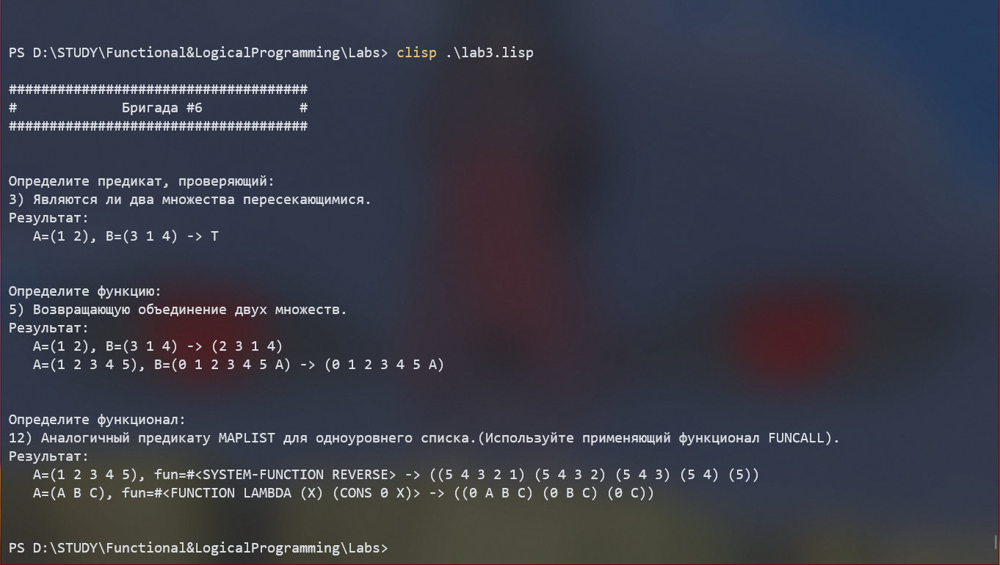 PS D:\STUDY\Functional&LogicalProgramming\Labs> clisp .\lab3.lisp
#####################################
#             Бригада #6            #
#####################################
Определите предикат, проверяющий:
3) Являются ли два множества пересекающимися.
Результат:
   A=(1 2), B=(3 1 4) -> T
Определите функцию:
5) Возвращающую объединение двух множеств.
Результат:
   A=(1 2), B=(3 1 4) -> (2 3 1 4)
   A=(1 2 3 4 5), B=(0 1 2 3 4 5 A) -> (0 1 2 3 4 5 A)
Определите функционал:
12) Аналогичный предикату MAPLIST для одноуровнего списка.(Используйте применяющий функционал FUNCALL).
Результат:
   A=(1 2 3 4 5), fun=#<SYSTEM-FUNCTION REVERSE> -> ((5 4 3 2 1) (5 4 3 2) (5 4 3) (5 4) (5))
   A=(A B C), fun=#<FUNCTION LAMBDA (X) (CONS 0 X)> -> ((0 A B C) (0 B C) (0 C))
PS D:\STUDY\Functional&LogicalProgramming\Labs>